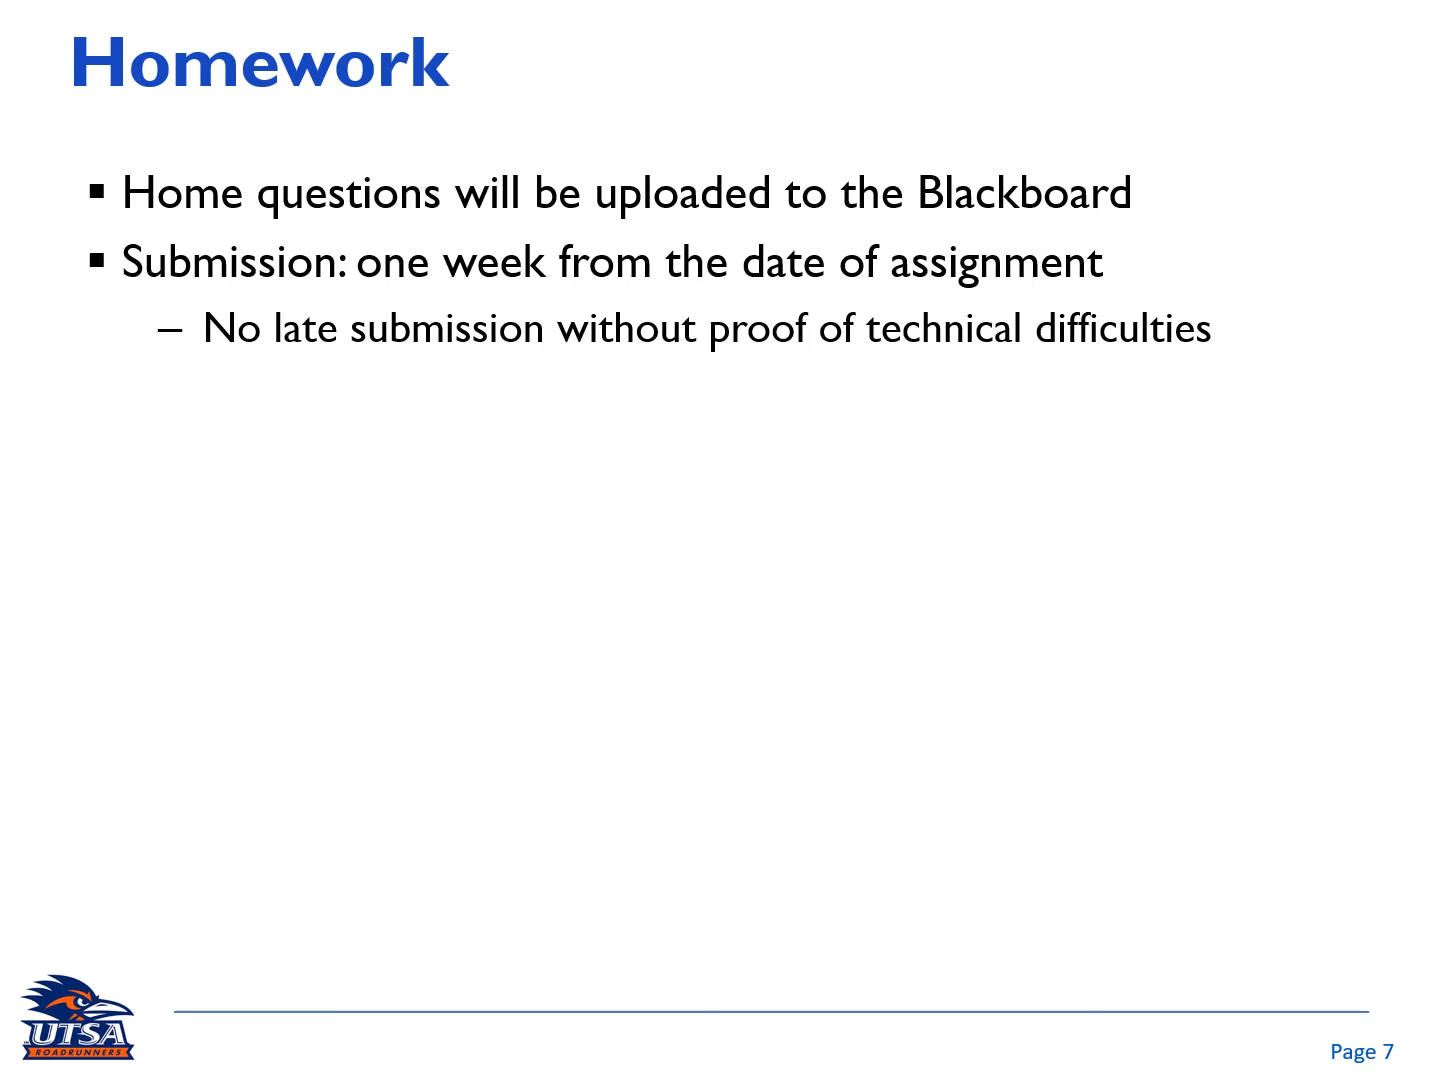 Homework
▪ Home questions will be uploaded to the Blackboard
▪ Submission: one week from the date of assignment
– No late submission without proof of technical difficulties
UTSA
ROADRUNNERS
Page 7